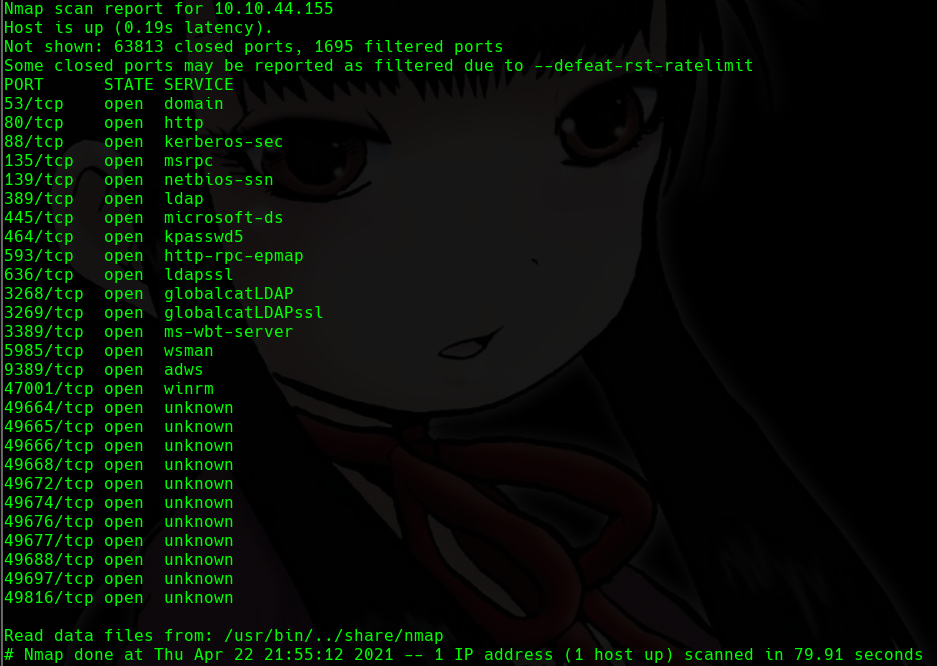 Nmap scan report for 10.10.44.155
Host is up (0.19s latency).
Not shown: 63813 closed ports, 1695 filtered ports
Some closed ports may be reported as filtered due to --defeat-rst-ratelimit
PORT      STATE SERVICE
53/tcp    open  domain
80/tcp    open  http
88/tcp    open  kerberos-sec
135/tcp   open  msrpc
139/tcp   open  netbios-ssn
389/tcp   open  ldap
445/tcp   open  microsoft-ds
464/tcp   open  kpasswd5
593/tcp   open  http-rpc-epmap
636/tcp   open  ldapssl
3268/tcp  open  globalcatLDAP
3269/tcp  open  globalcatLDAPssl
3389/tcp  open  ms-wbt-server
5985/tcp  open  wsman
9389/tcp  open  adws
47001/tcp open  winrm
49664/tcp open  unknown
49665/tcp open  unknown
49666/tcp open  unknown
49668/tcp open  unknown
49672/tcp open  unknown
49674/tcp open  unknown
49676/tcp open  unknown
49677/tcp open  unknown
49688/tcp open  unknown
49697/tcp open  unknown
49816/tcp open  unknown
Read data files from: /usr/bin/../share/nmap
# Nmap done at Thu Apr 22 21:55:12 2021 -- 1 IP address (1 host up) scanned in 79.91 seconds